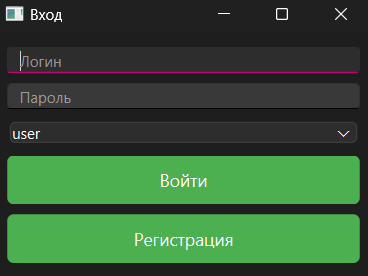 Вход
Логин
Пароль
user
Войти
Регистрация